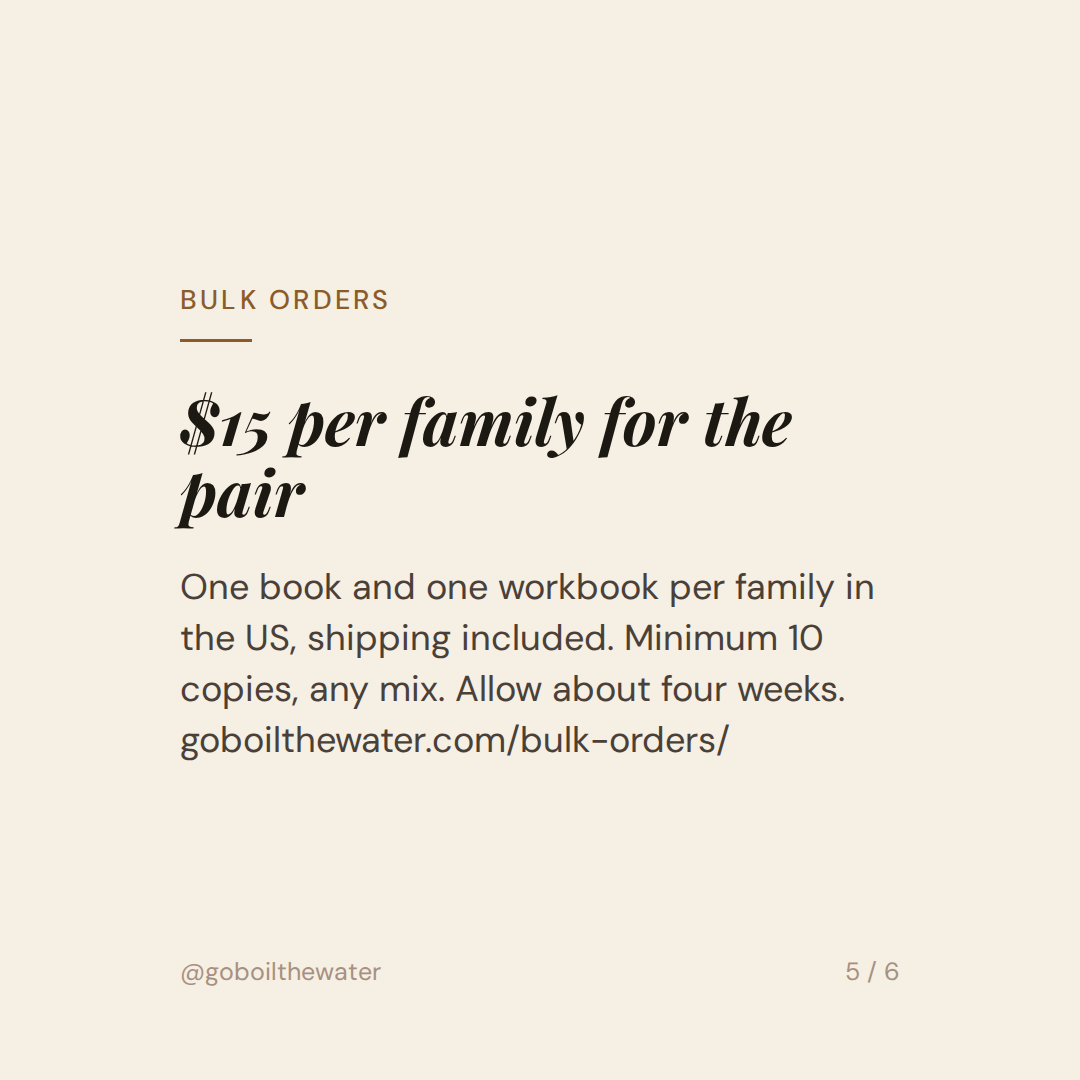 BULK ORDERS
$15 per family for the
pair
One book and one workbook per family in
the US, shipping included. Minimum 10
copies, any mix. Allow about four weeks.
goboilthewater.com/bulk-orders/
@goboilthewater
5 / 6